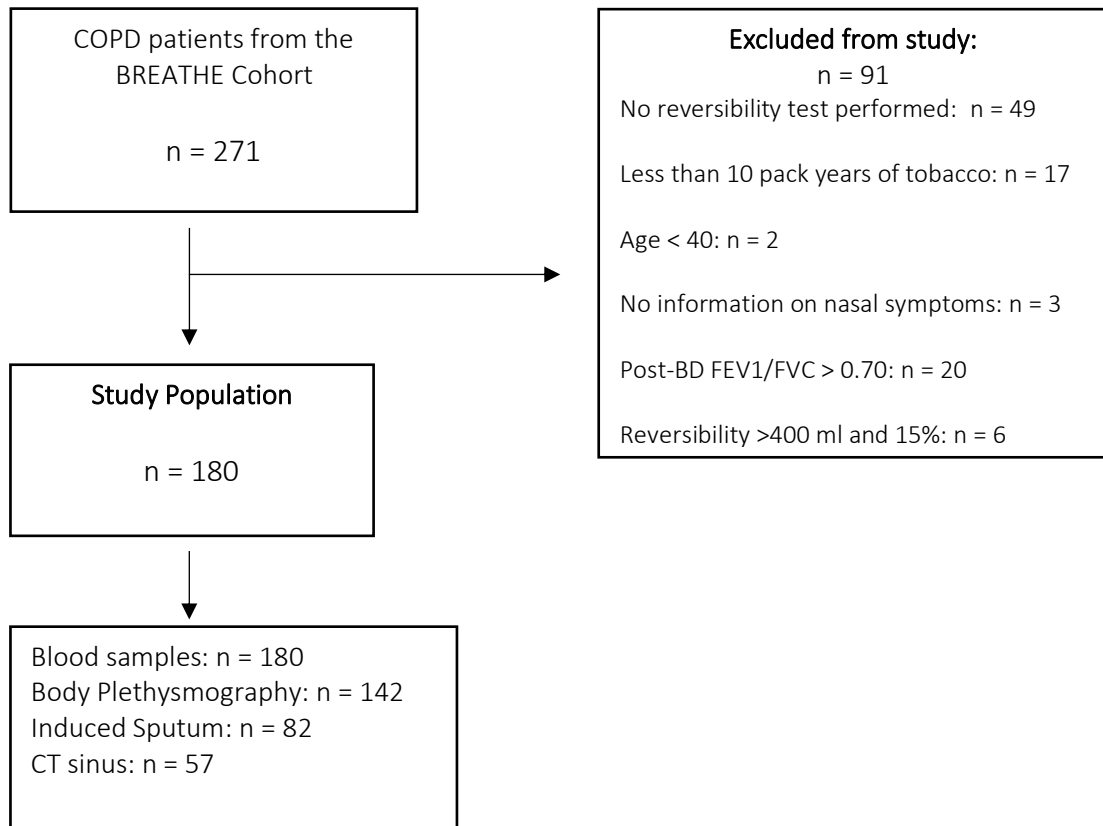 COPD patients from the
BREATHE Cohort
n = 271
Excluded from study:
n = 91
No reversibility test performed:  n = 49
Less than 10 pack years of tobacco: n = 17
Age < 40: n = 2
No information on nasal symptoms: n = 3
Post-BD FEV1/FVC > 0.70: n = 20
Reversibility >400 ml and 15%: n = 6
Study Population
n = 180
Blood samples: n = 180
Body Plethysmography: n = 142
Induced Sputum: n = 82
CT sinus: n = 57